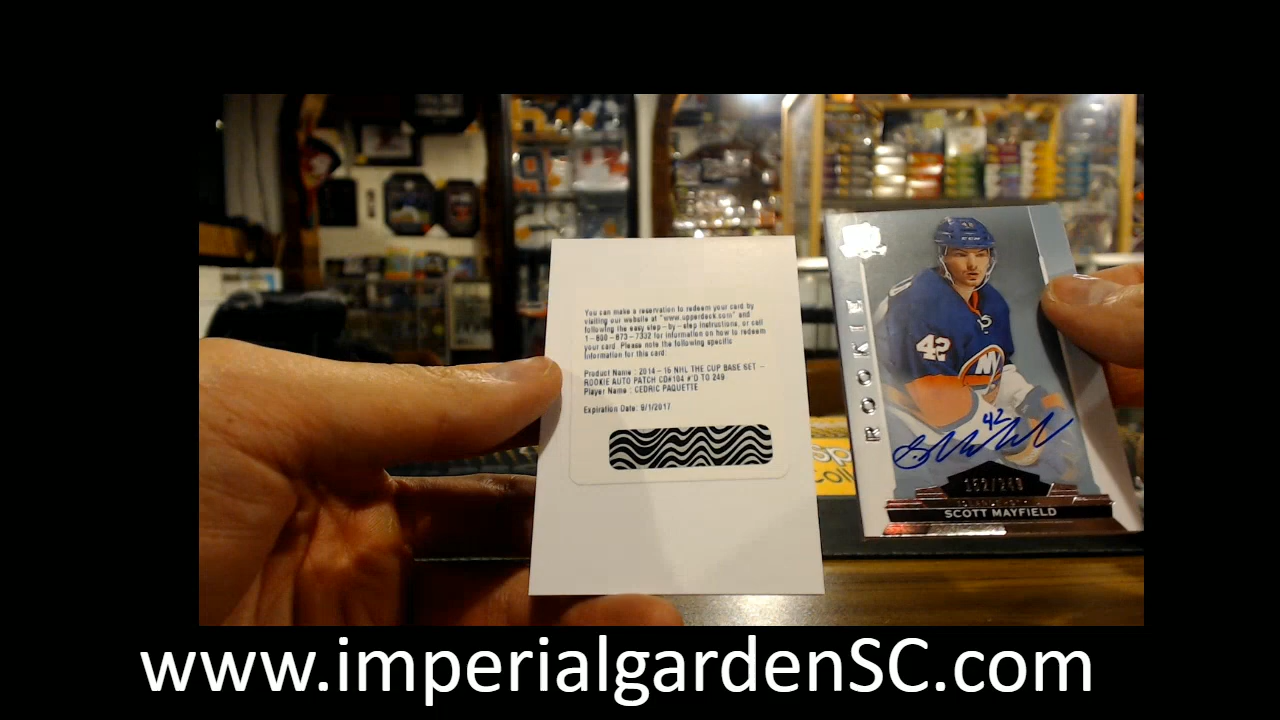 You can make a reservation to redeem your card by
visiting our website at "www.upperdeck.com" and
following the easy step-by-step instructions, or call
1-800-873-7332 for information on how to redeem
your card. Please note the following specific
information for this card:
Product Name : 2014-15 NHL THE CUP BASE SET -
ROOKIE AUTO PATCH CD#104 #'D TO 249
Player Name : CEDRIC PAQUETTE
Expiration Date: 9/1/2017
ROOKIE
42
42
152/249
SCOTT MAYFIELD
www.imperialgardenSC.com